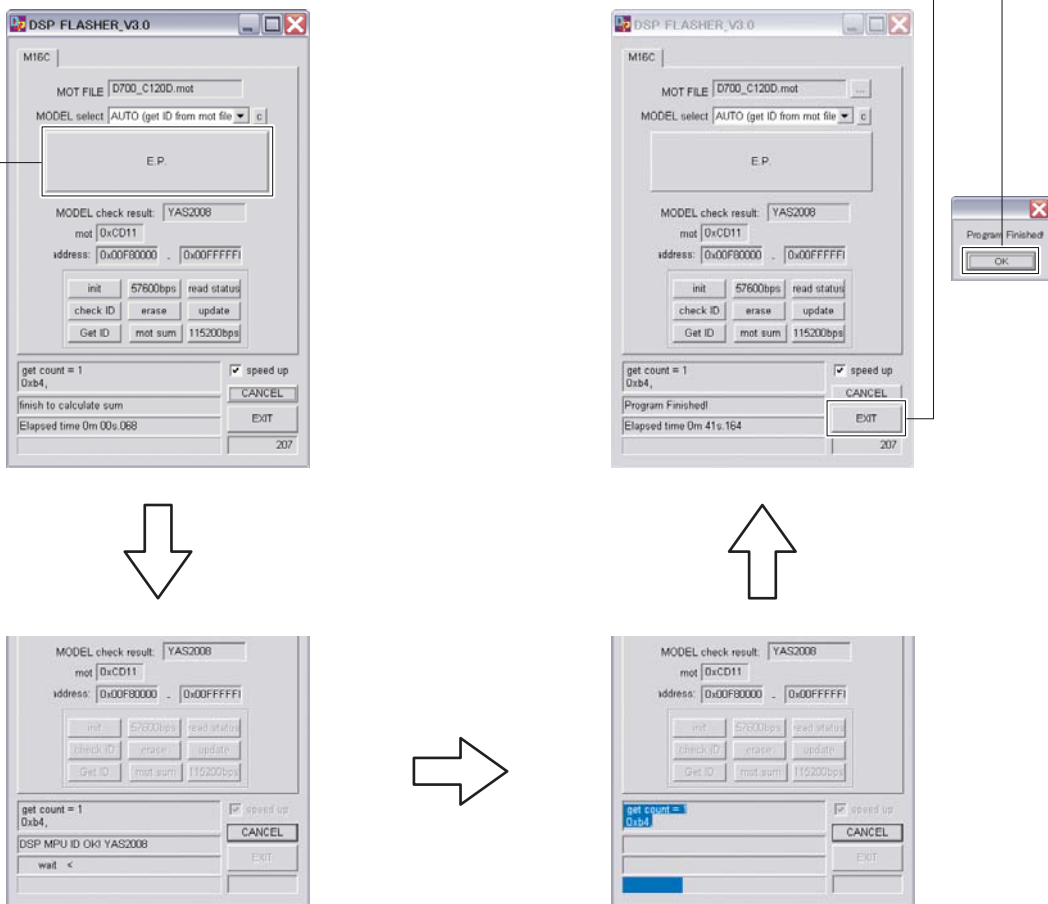 DSP FLASHER_V3.0
M16C
MOT FILE D700_C120D.mot
MODEL select AUTO (get ID from mot file c
E.P.
MODEL check result: YAS2008
mot 0xCD11
address: 0x00F80000 - 0x00FFFFFI
init 57600bps read status
check ID erase update
Get ID mot sum 115200bps
get count = 1
0xb4,
speed up
CANCEL
finish to calculate sum
EXIT
Elapsed time 0m 00s.068
207
DSP FLASHER_V3.0
M16C
MOT FILE D700_C120D.mot ...
MODEL select AUTO (get ID from mot file c
E.P.
MODEL check result: YAS2008
mot 0xCD11
address: 0x00F80000 - 0x00FFFFFI
init 57600bps read status
check ID erase update
Get ID mot sum 115200bps
get count = 1
0xb4,
speed up
CANCEL
Program Finished!
EXIT
Elapsed time 0m 41s.164
207
Program Finished!
OK
MODEL check result: YAS2008
mot 0xCD11
address: 0x00F80000 - 0x00FFFFFI
init 57600bps read status
check ID erase update
Get ID mot sum 115200bps
get count = 1
0xb4,
speed up
CANCEL
DSP MPU ID OK! YAS2008
EXIT
wait <
MODEL check result: YAS2008
mot 0xCD11
address: 0x00F80000 - 0x00FFFFFI
init 57600bps read status
check ID erase update
Get ID mot sum 115200bps
get count = 1
0xb4,
speed up
CANCEL
EXIT